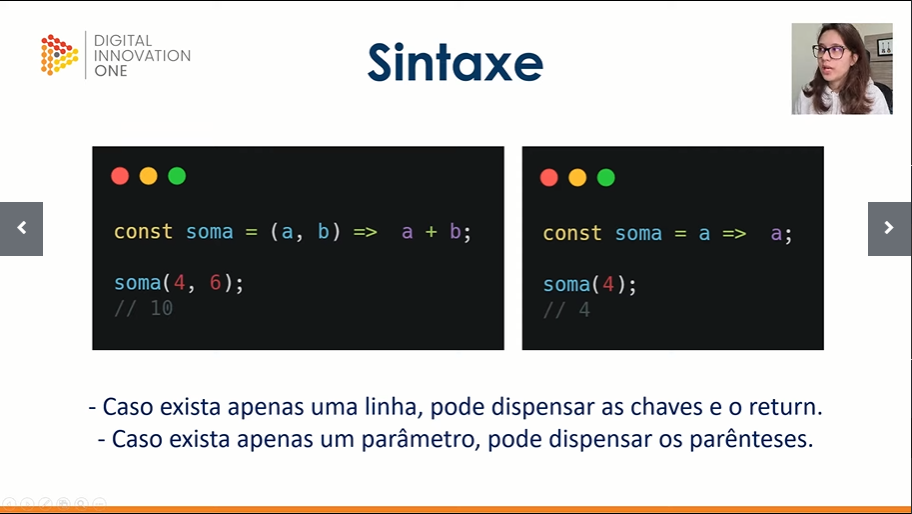 DIGITAL
INNOVATION
ONE
Sintaxe
const soma = (a, b) => a + b;
soma(4, 6);
// 10
const soma = a => a;
soma(4);
// 4
- Caso exista apenas uma linha, pode dispensar as chaves e o return.
- Caso exista apenas um parâmetro, pode dispensar os parênteses.